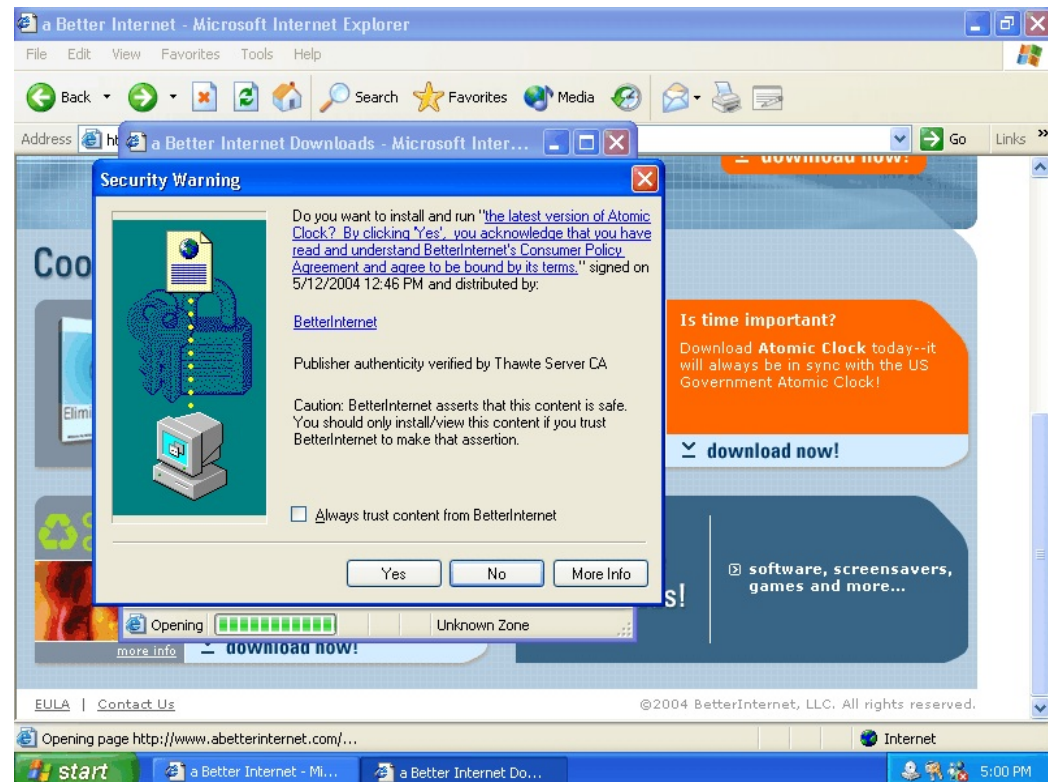 a Better Internet - Microsoft Internet Explorer
File Edit View Favorites Tools Help
Back Search Favorites Media
Address ht Go Links »
a Better Internet Downloads - Microsoft Inter...
download now!
Security Warning
Do you want to install and run "the latest version of Atomic
Clock? By clicking 'Yes', you acknowledge that you have
read and understand BetterInternet's Consumer Policy
Agreement and agree to be bound by its terms." signed on
5/12/2004 12:46 PM and distributed by:
BetterInternet
Publisher authenticity verified by Thawte Server CA
Caution: BetterInternet asserts that this content is safe.
You should only install/view this content if you trust
BetterInternet to make that assertion.
Always trust content from BetterInternet
Yes No More Info
Coo
Elimi
Is time important?
Download Atomic Clock today--it
will always be in sync with the US
Government Atomic Clock!
download now!
software, screensavers,
games and more...
s!
Opening Unknown Zone
more info download now!
EULA | Contact Us ©2004 BetterInternet, LLC. All rights reserved.
Opening page http://www.abetterinternet.com/... Internet
start a Better Internet - Mi... a Better Internet Do... 5:00 PM